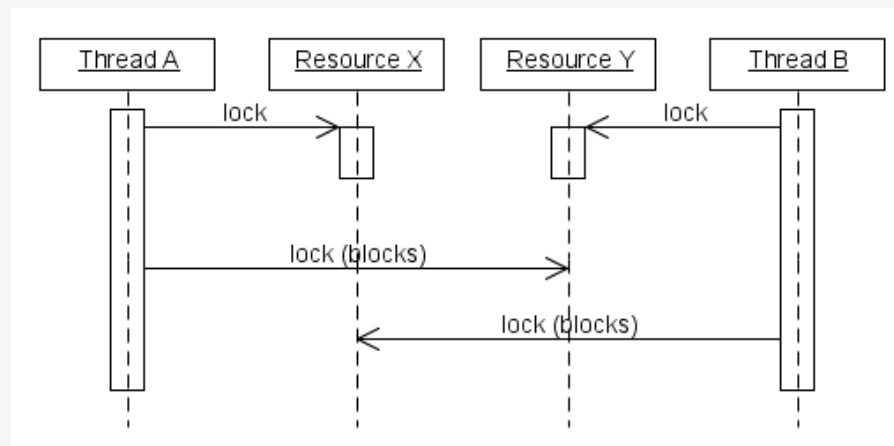 Thread A
Resource X
Resource Y
Thread B
lock
lock
lock (blocks)
lock (blocks)